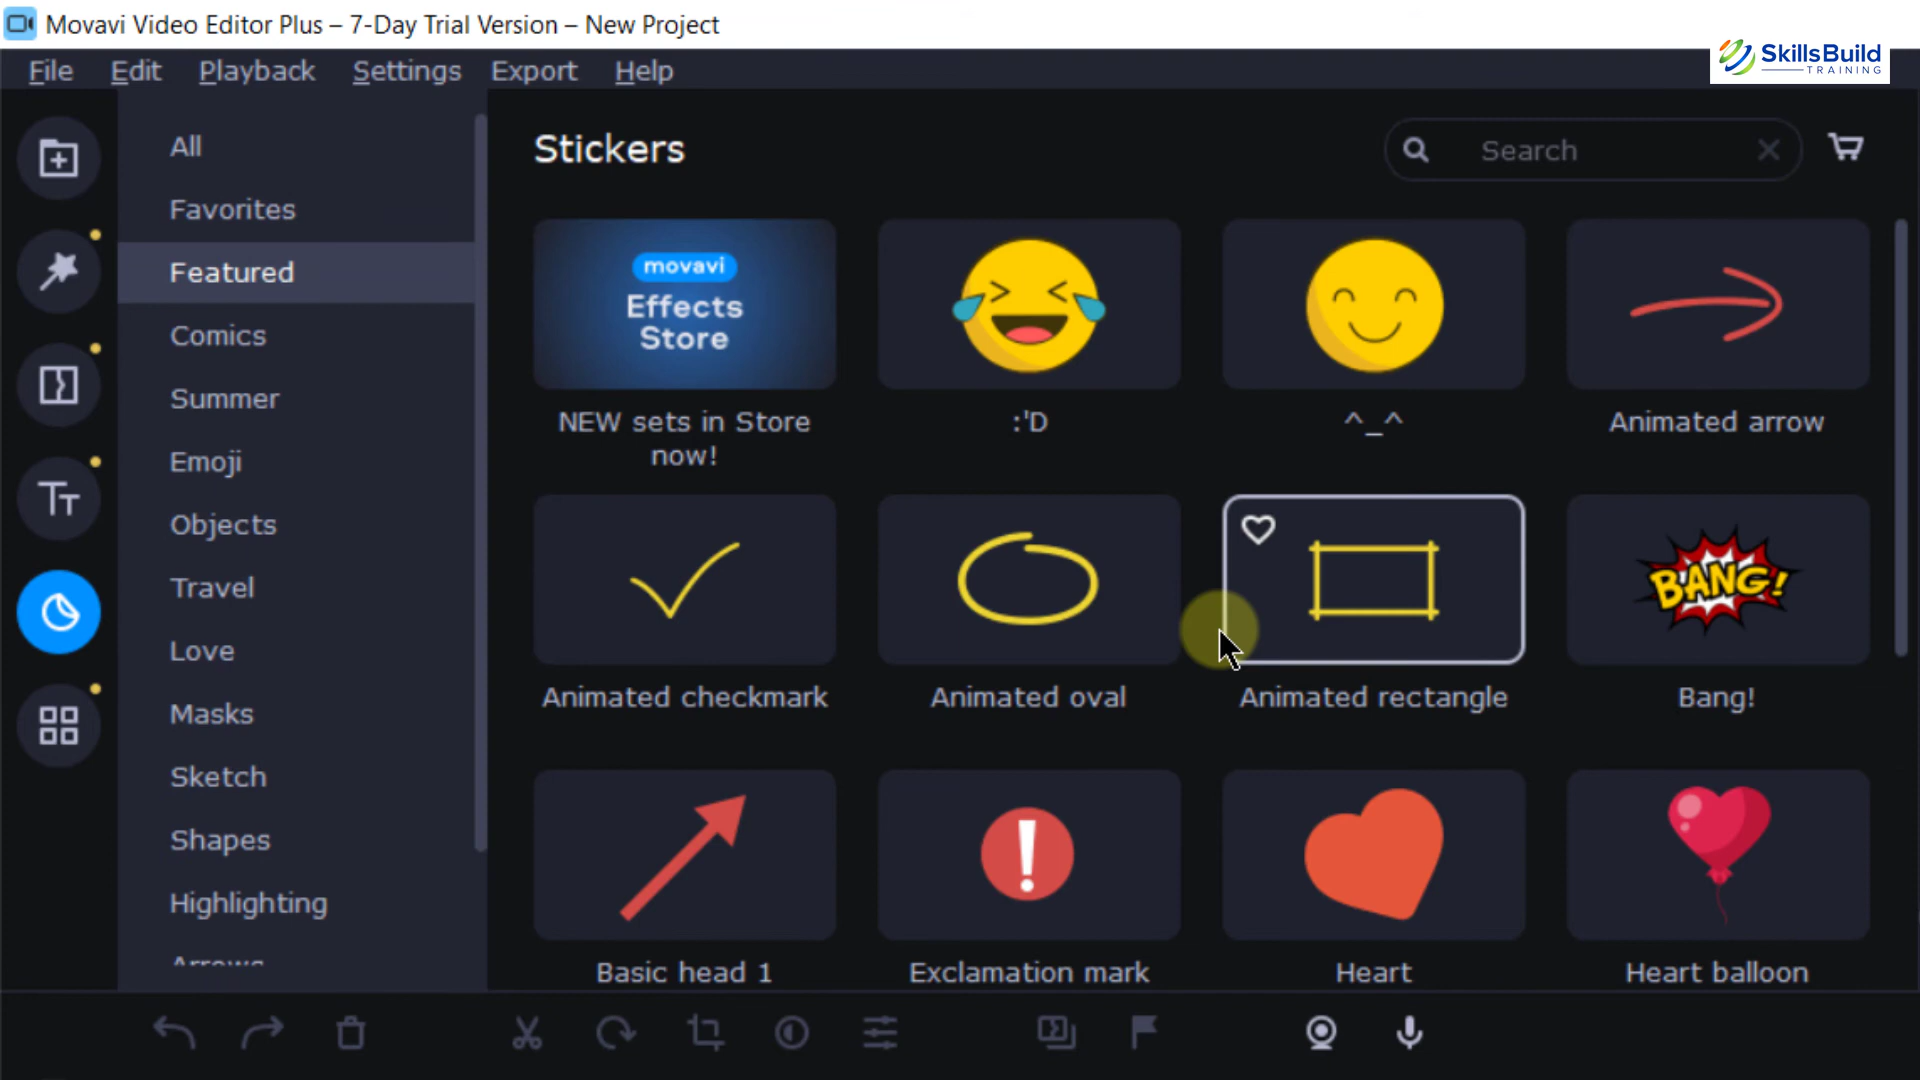 Movavi Video Editor Plus – 7-Day Trial Version – New Project
File Edit Playback Settings Export Help
SkillsBuild
TRAINING
All
Favorites
Featured
Comics
Summer
Emoji
Objects
Travel
Love
Masks
Sketch
Shapes
Highlighting
Arrows
Stickers
Search
movavi
Effects
Store
NEW sets in Store
now!
:'D
^_^
Animated arrow
BANG!
Animated checkmark
Animated oval
Animated rectangle
Bang!
!
Basic head 1
Exclamation mark
Heart
Heart balloon